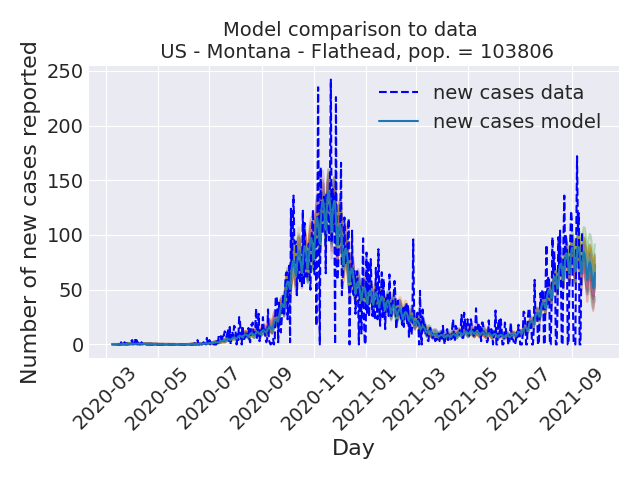 Model comparison to data
US - Montana - Flathead, pop. = 103806
Number of new cases reported
250
200
150
100
50
0
new cases data
new cases model
2020-03
2020-05
2020-07
2020-09
2020-11
2021-01
2021-03
2021-05
2021-07
2021-09
Day